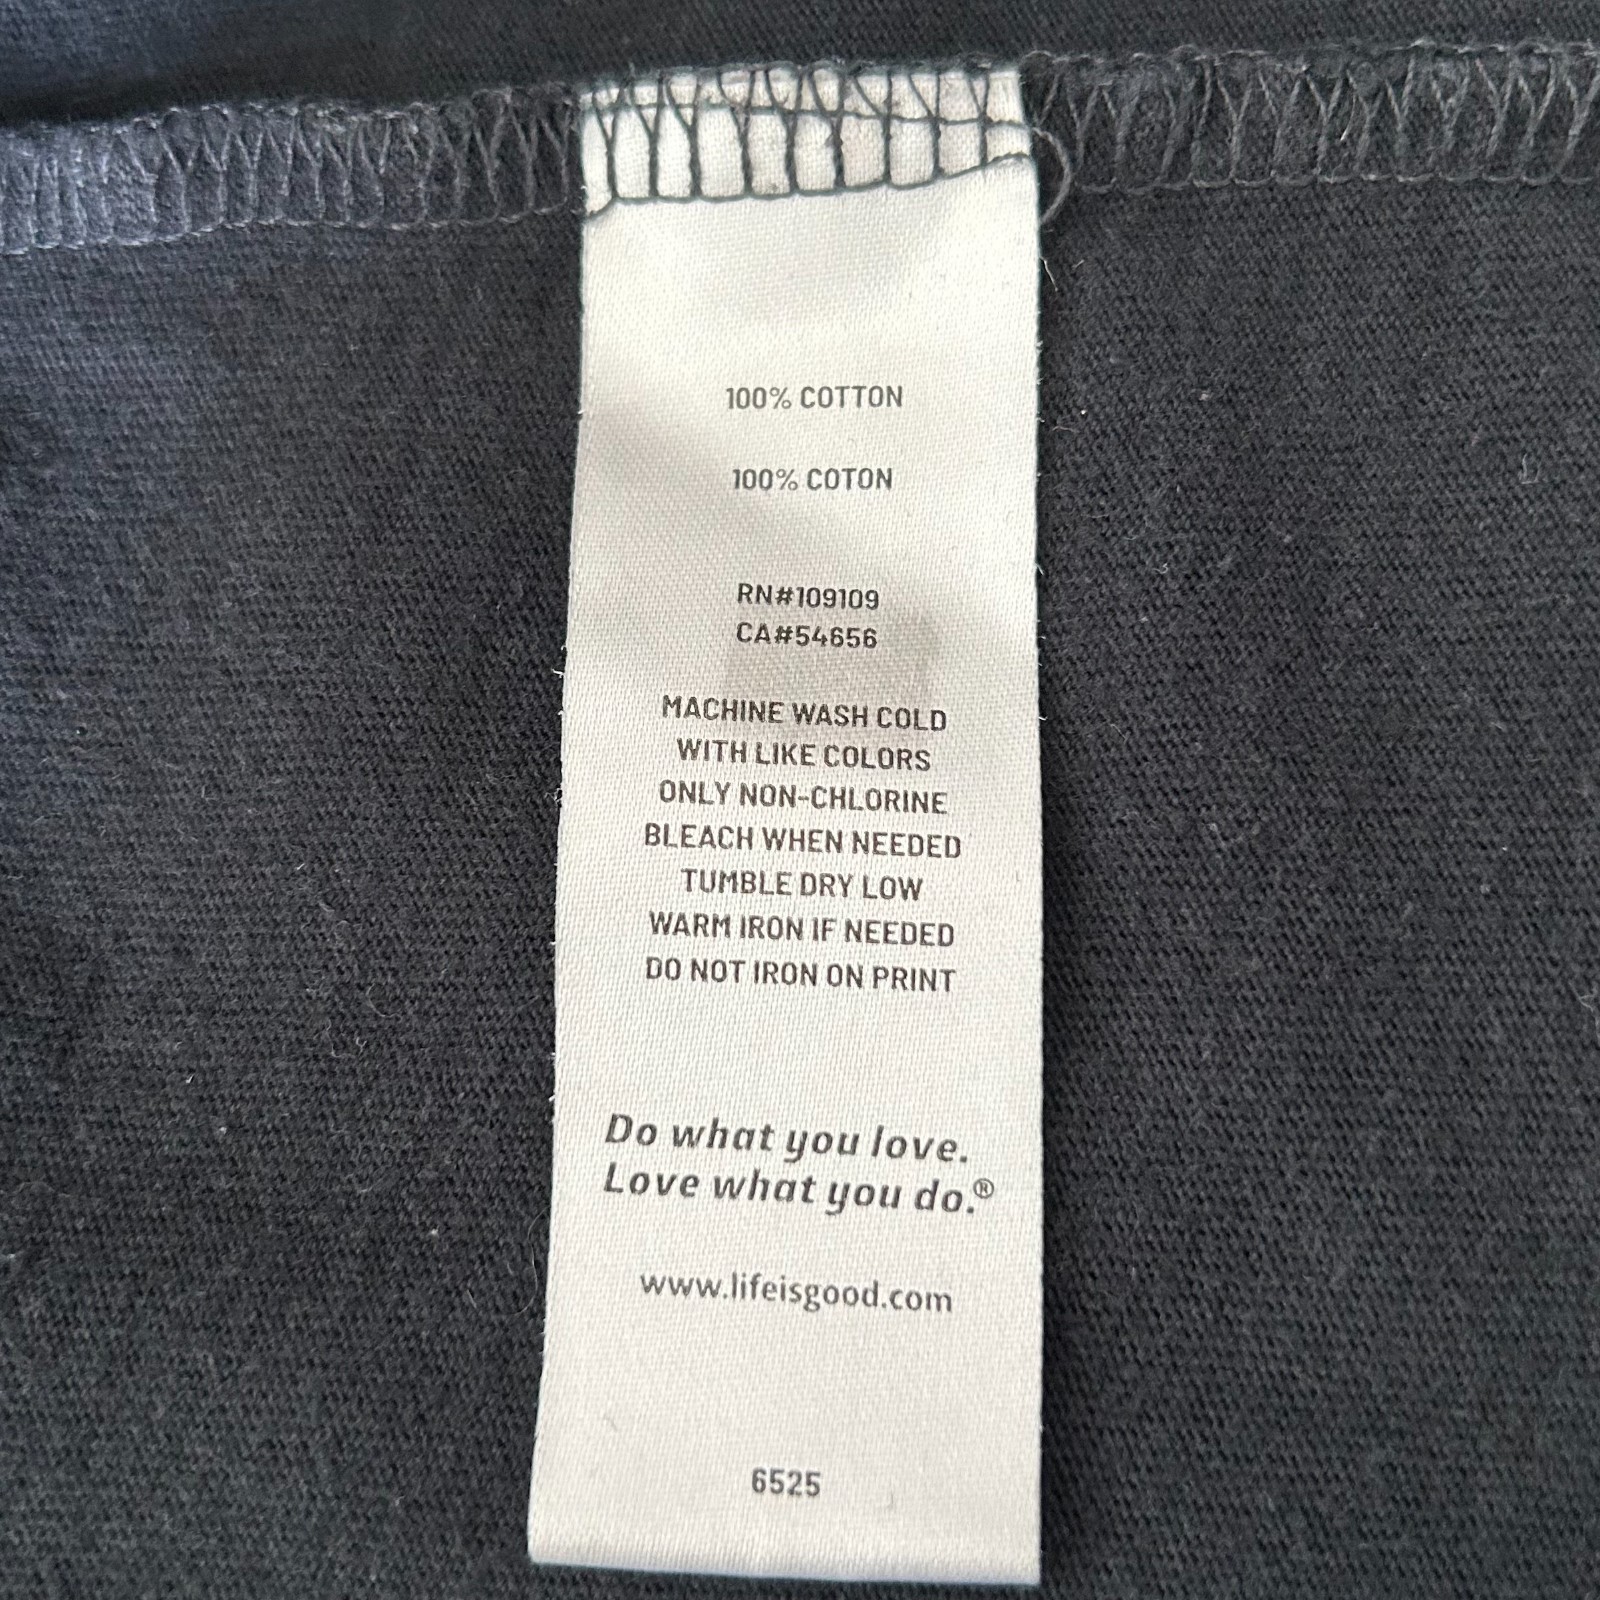 100% COTTON
100% COTON
RN#109109
CA#54656
MACHINE WASH COLD
WITH LIKE COLORS
ONLY NON-CHLORINE
BLEACH WHEN NEEDED
TUMBLE DRY LOW
WARM IRON IF NEEDED
DO NOT IRON ON PRINT
Do what you love.
Love what you do.®
www.lifeisgood.com
6525